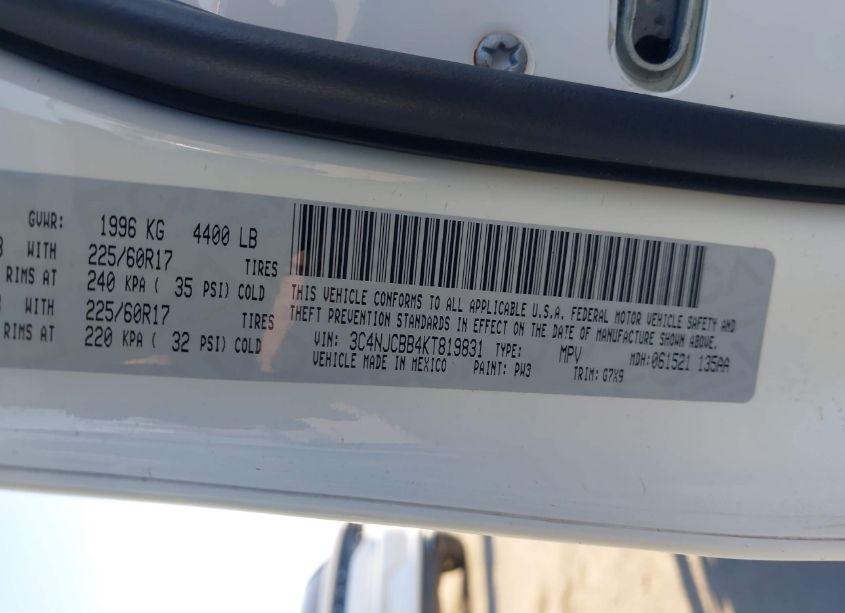 GVWR: 1996 KG 4400 LB
WITH 225/60R17 TIRES
RIMS AT 240 KPA ( 35 PSI) COLD
WITH 225/60R17 TIRES
RIMS AT 220 KPA ( 32 PSI) COLD
THIS VEHICLE CONFORMS TO ALL APPLICABLE U.S.A. FEDERAL MOTOR VEHICLE SAFETY AND
THEFT PREVENTION STANDARDS IN EFFECT ON THE DATE OF MANUFACTURE SHOWN ABOVE.
VIN: 3C4NJCBB4KT819831 TYPE: MPV MDH:061521 135AA
VEHICLE MADE IN MEXICO PAINT: PW3 TRIM: G7X9